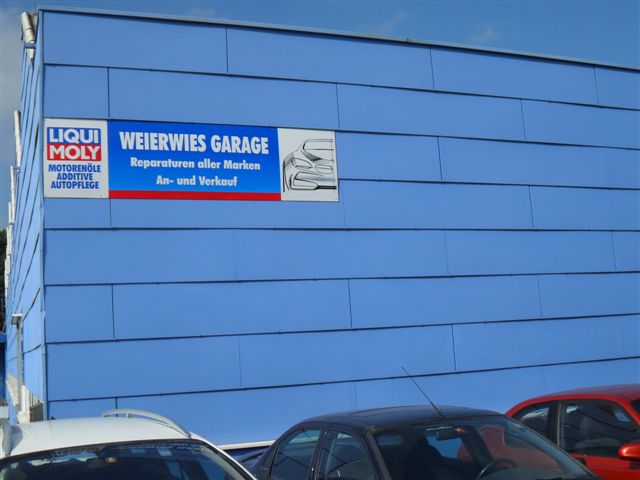 LIQUI
MOLY
MOTORENÖLE
ADDITIVE
AUTOPFLEGE
WEIERWIES GARAGE
Reparaturen aller Marken
An- und Verkauf